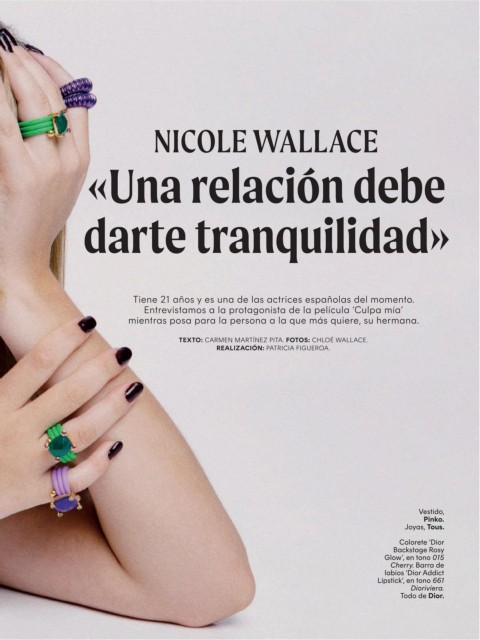 NICOLE WALLACE
«Una relación debe
darte tranquilidad»
Tiene 21 años y es una de las actrices españolas del momento.
Entrevistamos a la protagonista de la película ‘Culpa mía’
mientras posa para la persona a la que más quiere, su hermana.
TEXTO: CARMEN MARTÍNEZ PITA. FOTOS: CHLOÉ WALLACE.
REALIZACIÓN: PATRICIA FIGUEROA.
Vestido,
Pinko.
Joyas, Tous.
Colorete ‘Dior
Backstage Rosy
Glow’, en tono 015
Cherry. Barra de
labios ‘Dior Addict
Lipstick’, en tono 661
Dioriviera.
Todo de Dior.